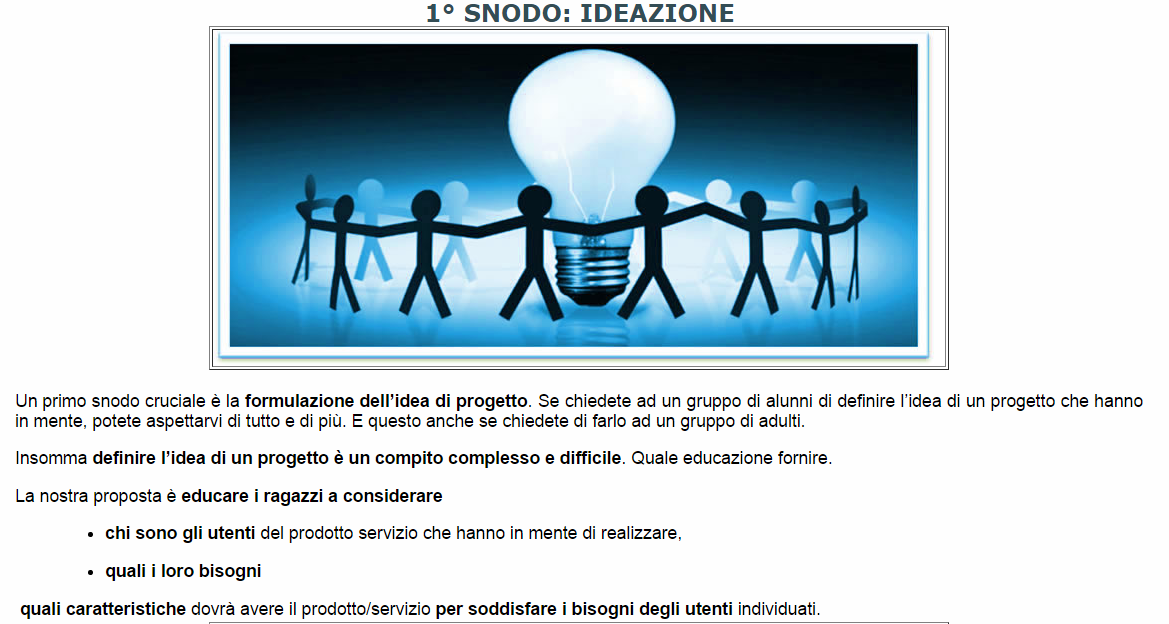 1° SNODO: IDEAZIONE
Un primo snodo cruciale è la formulazione dell’idea di progetto. Se chiedete ad un gruppo di alunni di definire l’idea di un progetto che hanno
in mente, potete aspettarvi di tutto e di più. E questo anche se chiedete di farlo ad un gruppo di adulti.
Insomma definire l’idea di un progetto è un compito complesso e difficile. Quale educazione fornire.
La nostra proposta è educare i ragazzi a considerare
• chi sono gli utenti del prodotto servizio che hanno in mente di realizzare,
• quali i loro bisogni
quali caratteristiche dovrà avere il prodotto/servizio per soddisfare i bisogni degli utenti individuati.